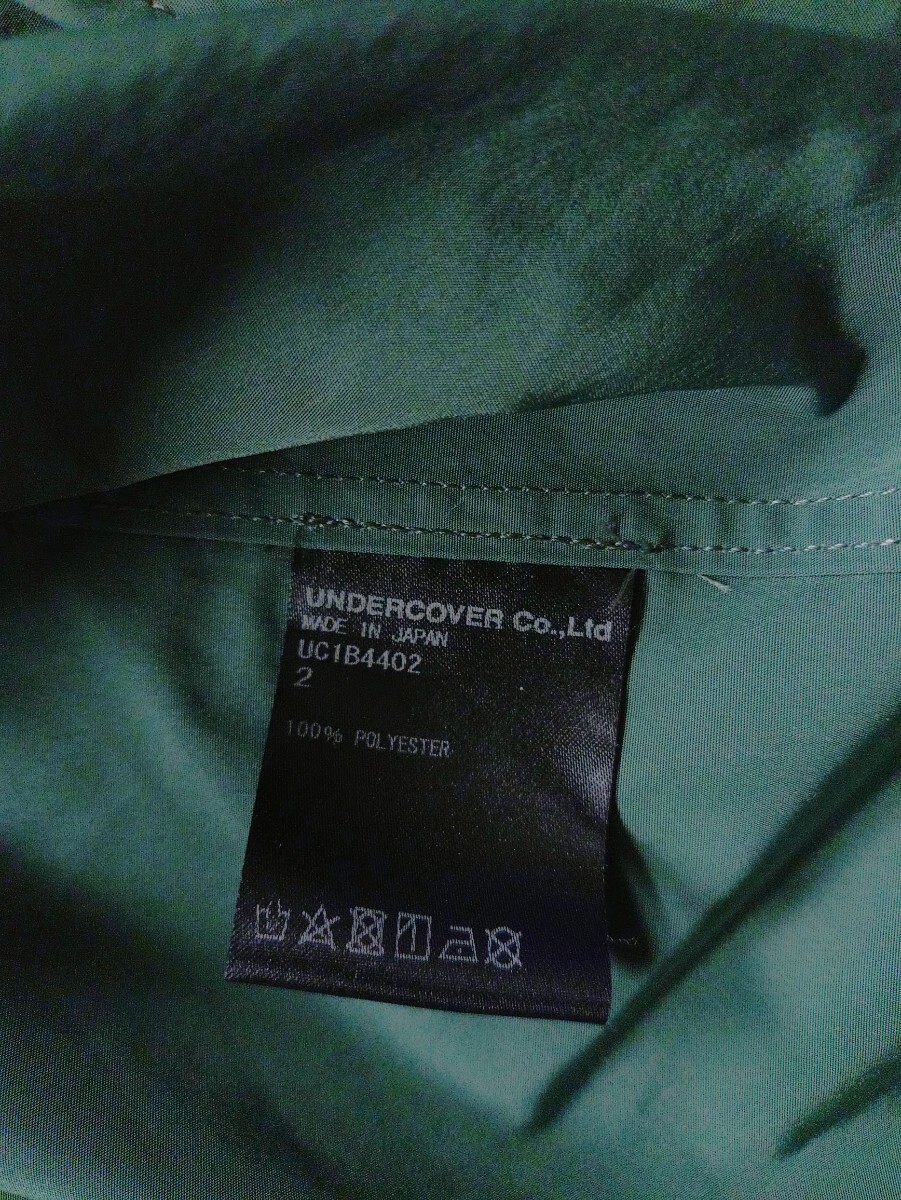 UNDERCOVER Co.,Ltd
MADE IN JAPAN
UC1B4402
2
100% POLYESTER